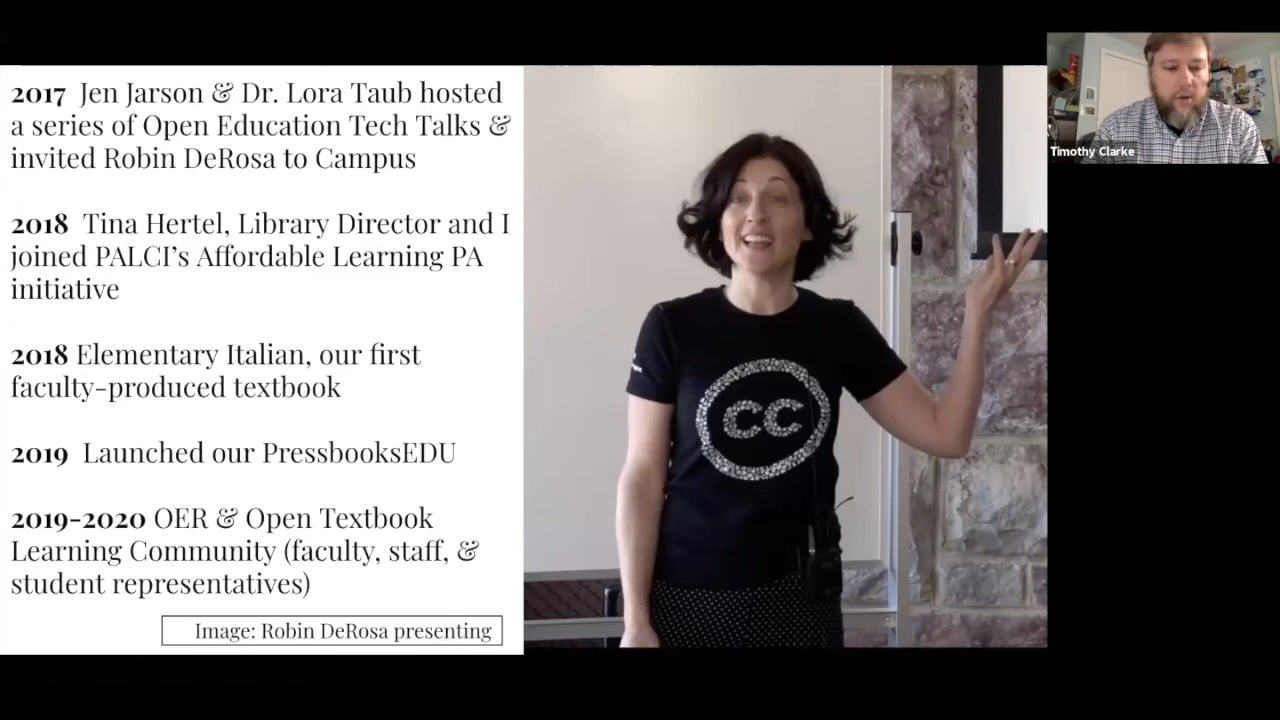 2017 Jen Jarson & Dr. Lora Taub hosted
a series of Open Education Tech Talks &
invited Robin DeRosa to Campus
2018 Tina Hertel, Library Director and I
joined PALCI's Affordable Learning PA
initiative
2018 Elementary Italian, our first
faculty-produced textbook
2019 Launched our PressbooksEDU
2019-2020 OER & Open Textbook
Learning Community (faculty, staff, &
student representatives)
Image: Robin DeRosa presenting
cc
Timothy Clarke